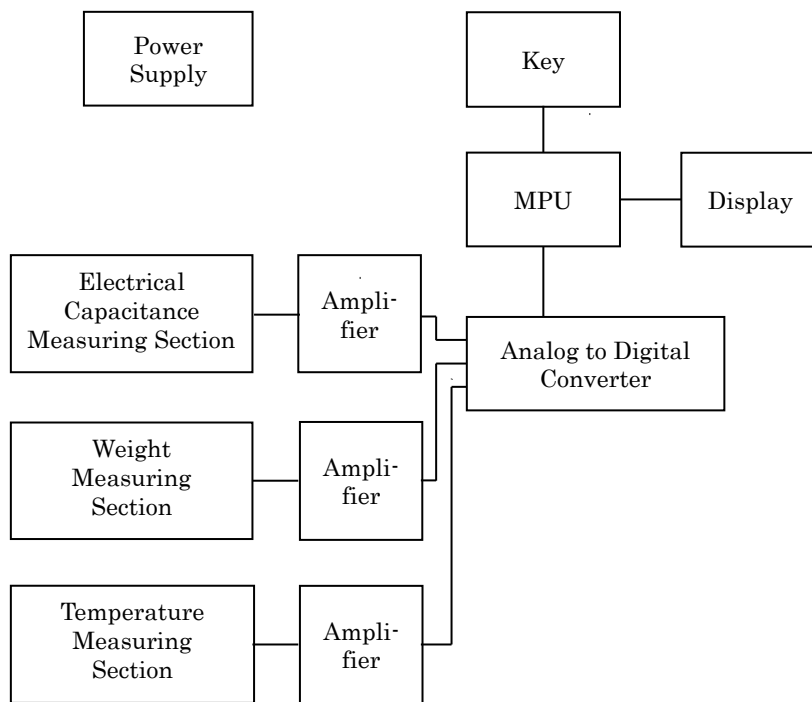 Power
Supply
Key
MPU
Display
Electrical
Capacitance
Measuring Section
Ampli-
fier
Analog to Digital
Converter
Weight
Measuring
Section
Ampli-
fier
Temperature
Measuring
Section
Ampli-
fier